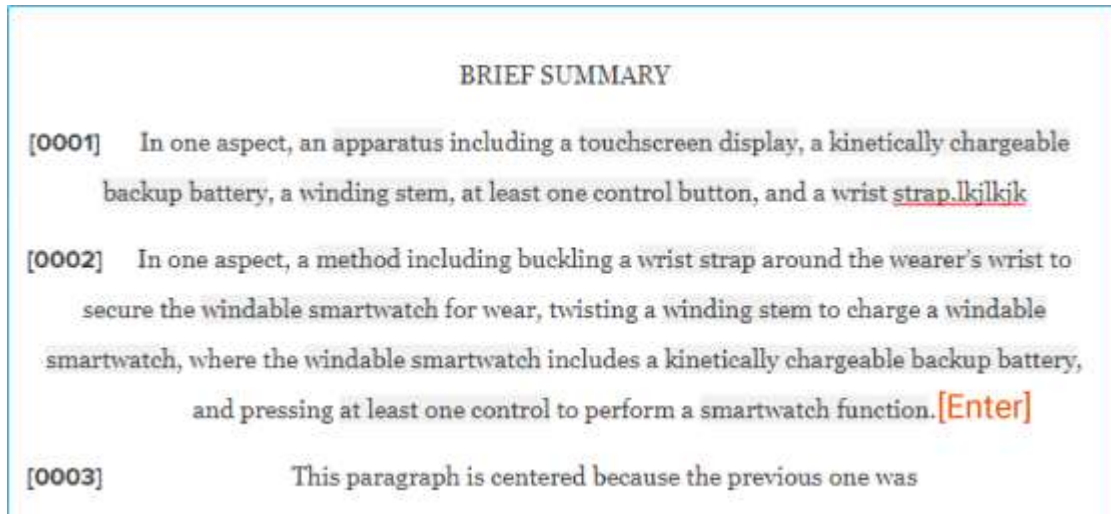 BRIEF SUMMARY
[0001] In one aspect, an apparatus including a touchscreen display, a kinetically chargeable
backup battery, a winding stem, at least one control button, and a wrist strap.lkjlkjk
[0002] In one aspect, a method including buckling a wrist strap around the wearer's wrist to
secure the windable smartwatch for wear, twisting a winding stem to charge a windable
smartwatch, where the windable smartwatch includes a kinetically chargeable backup battery,
and pressing at least one control to perform a smartwatch function.[Enter]
[0003] This paragraph is centered because the previous one was